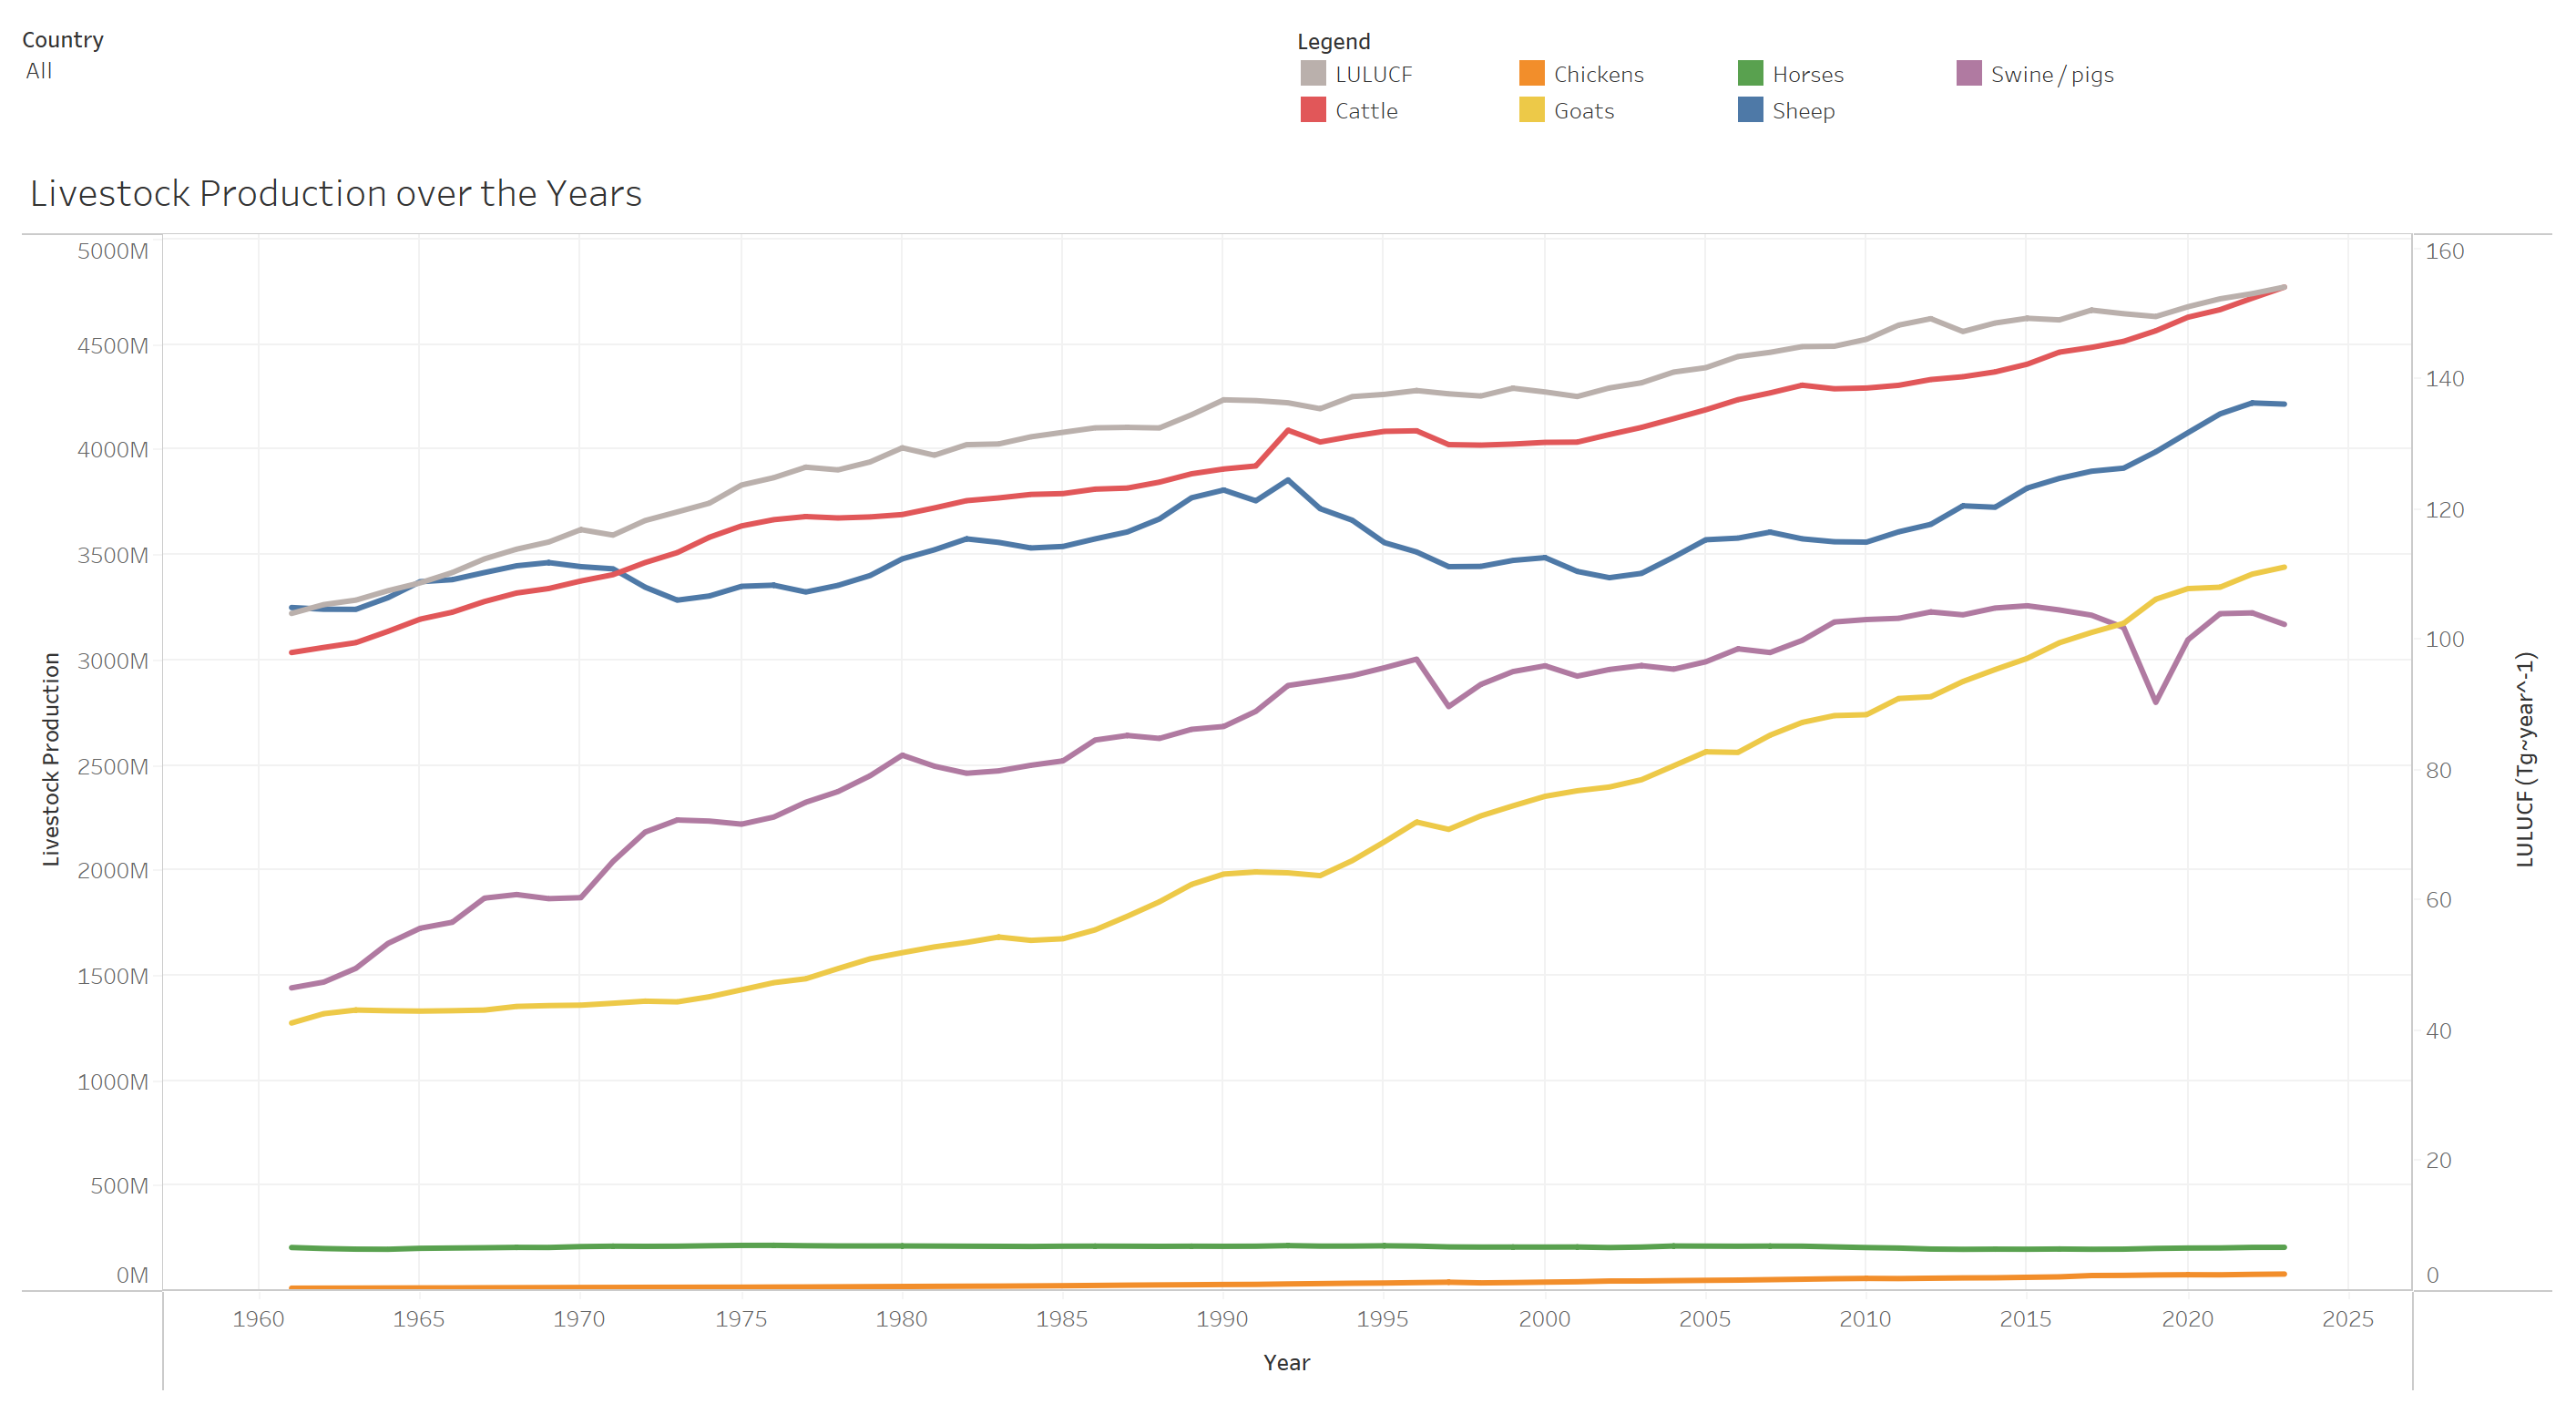 Country
All
Legend
LULUCF
Chickens
Horses
Swine / pigs
Cattle
Goats
Sheep
Livestock Production over the Years
5000M
4500M
4000M
3500M
3000M
2500M
2000M
1500M
1000M
500M
0M
Livestock Production
160
140
120
100
80
60
40
20
0
LULUCF (Tg~year^-1)
1960
1965
1970
1975
1980
1985
1990
1995
2000
2005
2010
2015
2020
2025
Year